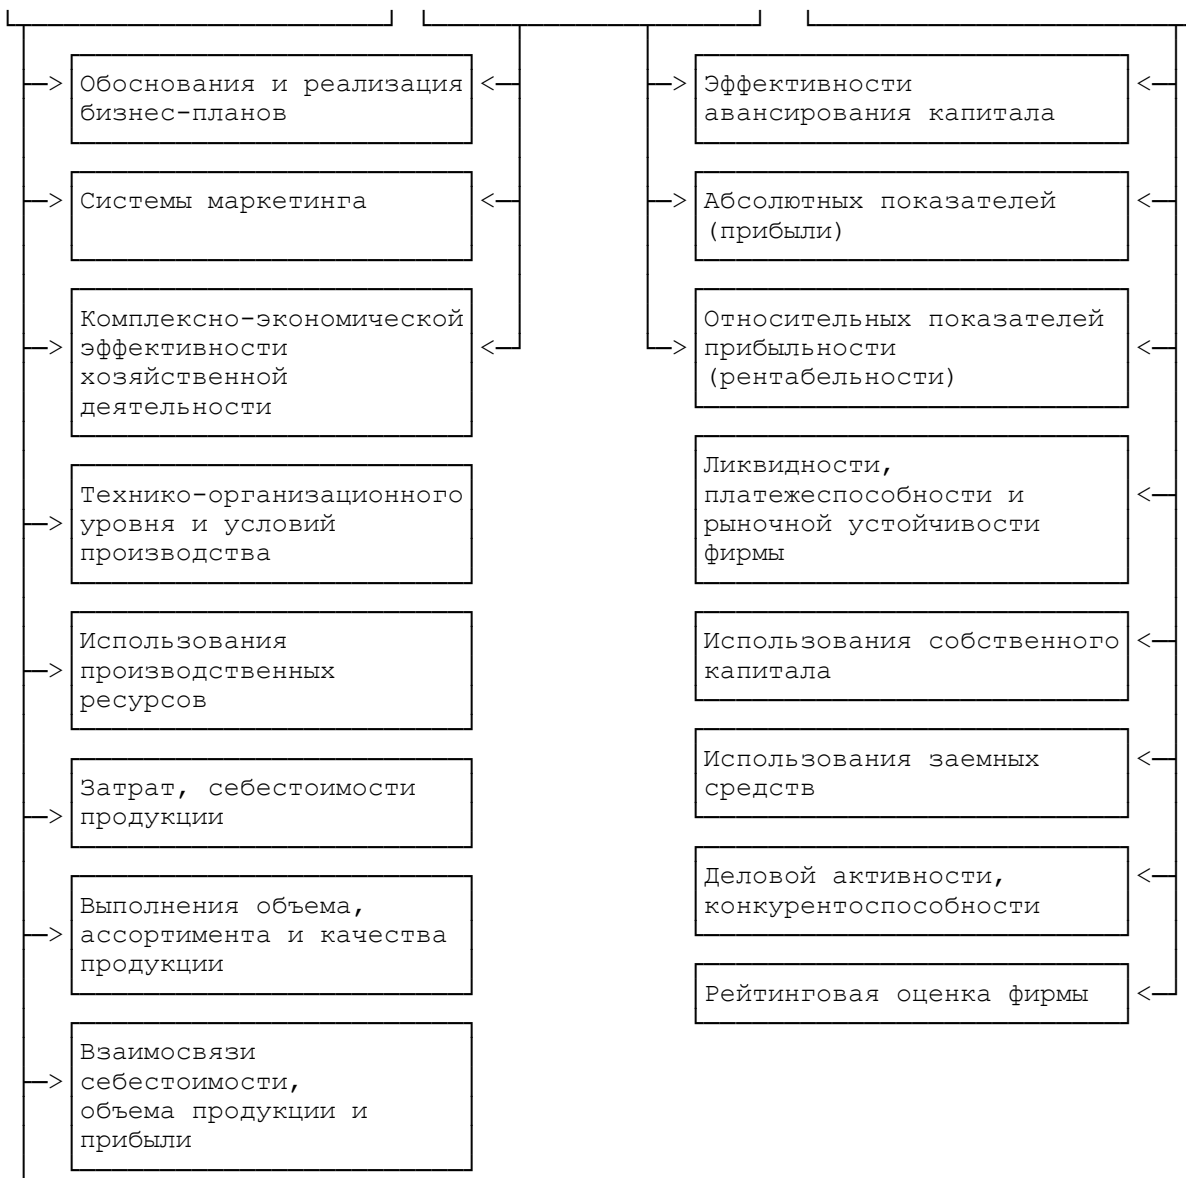 Обоснования и реализация
бизнес-планов
Системы маркетинга
Комплексно-экономической
эффективности
хозяйственной
деятельности
Технико-организационного
уровня и условий
производства
Использования
производственных
ресурсов
Затрат, себестоимости
продукции
Выполнения объема,
ассортимента и качества
продукции
Взаимосвязи
себестоимости,
объема продукции и
прибыли
Эффективности
авансирования капитала
Абсолютных показателей
(прибыли)
Относительных показателей
прибыльности
(рентабельности)
Ликвидности,
платежеспособности и
рыночной устойчивости
фирмы
Использования собственного
капитала
Использования заемных
средств
Деловой активности,
конкурентоспособности
Рейтинговая оценка фирмы